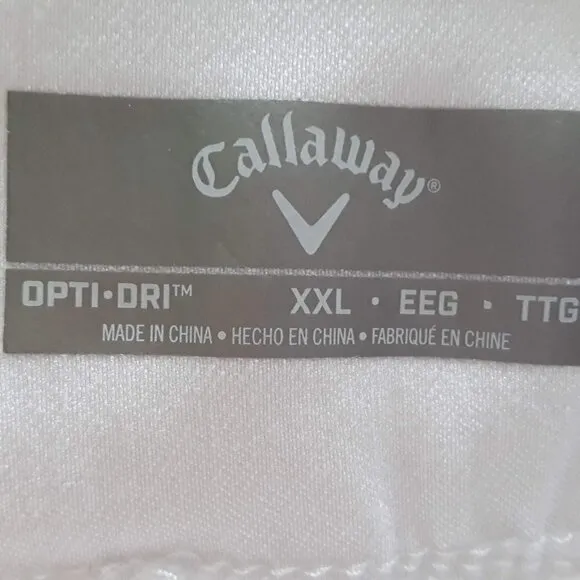 Callaway®
OPTI•DRI™ XXL • EEG • TTG
MADE IN CHINA • HECHO EN CHINA • FABRIQUÉ EN CHINE